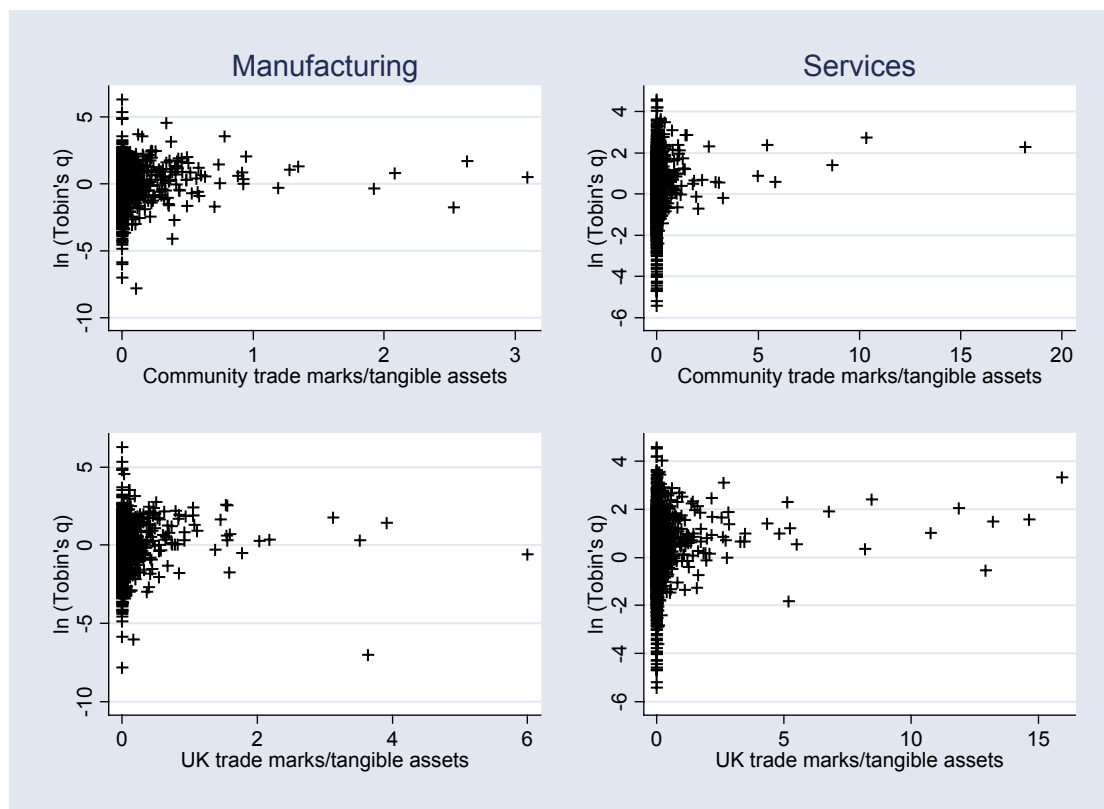 Manufacturing
ln (Tobin's q)
5
0
-5
-10
0 1 2 3
Community trade marks/tangible assets
Services
ln (Tobin's q)
4
2
0
-2
-4
-6
0 5 10 15 20
Community trade marks/tangible assets
ln (Tobin's q)
5
0
-5
-10
0 2 4 6
UK trade marks/tangible assets
ln (Tobin's q)
4
2
0
-2
-4
-6
0 5 10 15
UK trade marks/tangible assets